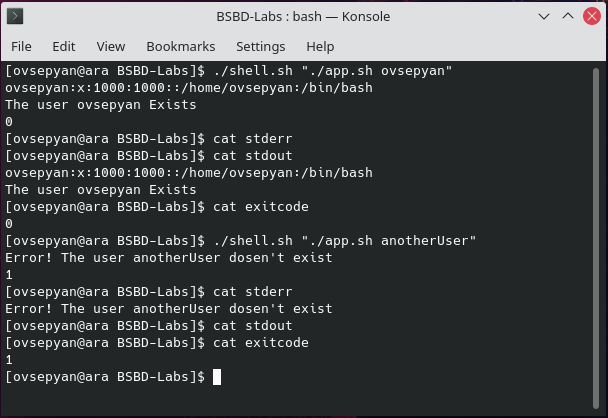 BSBD-Labs : bash — Konsole
File Edit View Bookmarks Settings Help
[ovsepyan@ara BSBD-Labs]$ ./shell.sh "./app.sh ovsepyan"
ovsepyan:x:1000:1000::/home/ovsepyan:/bin/bash
The user ovsepyan Exists
0
[ovsepyan@ara BSBD-Labs]$ cat stderr
[ovsepyan@ara BSBD-Labs]$ cat stdout
ovsepyan:x:1000:1000::/home/ovsepyan:/bin/bash
The user ovsepyan Exists
[ovsepyan@ara BSBD-Labs]$ cat exitcode
0
[ovsepyan@ara BSBD-Labs]$ ./shell.sh "./app.sh anotherUser"
Error! The user anotherUser dosen't exist
1
[ovsepyan@ara BSBD-Labs]$ cat stderr
Error! The user anotherUser dosen't exist
[ovsepyan@ara BSBD-Labs]$ cat stdout
[ovsepyan@ara BSBD-Labs]$ cat exitcode
1
[ovsepyan@ara BSBD-Labs]$